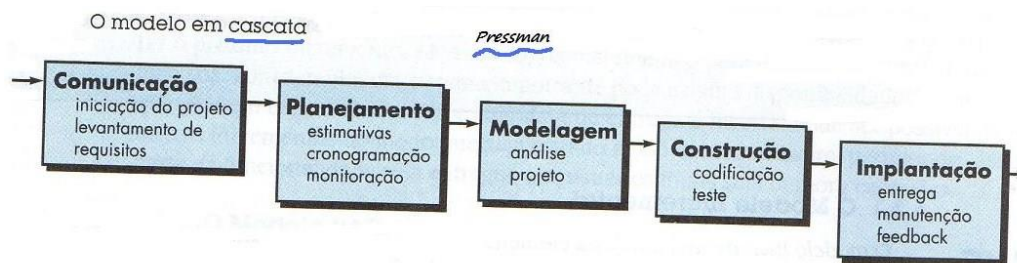 O modelo em cascata
Pressman
Comunicação
iniciação do projeto
levantamento de
requisitos
Planejamento
estimativas
cronogramação
monitoração
Modelagem
análise
projeto
Construção
codificação
teste
Implantação
entrega
manutenção
feedback